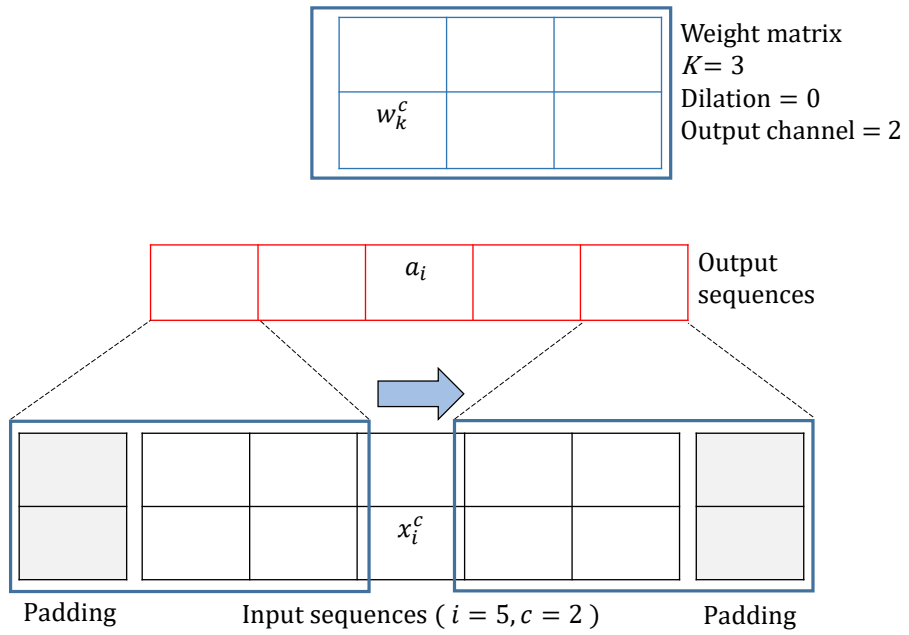 Weight matrix
K = 3
Dilation = 0
Output channel = 2
w_k^c
a_i
Output
sequences
x_i^c
Padding
Input sequences ( i = 5, c = 2 )
Padding